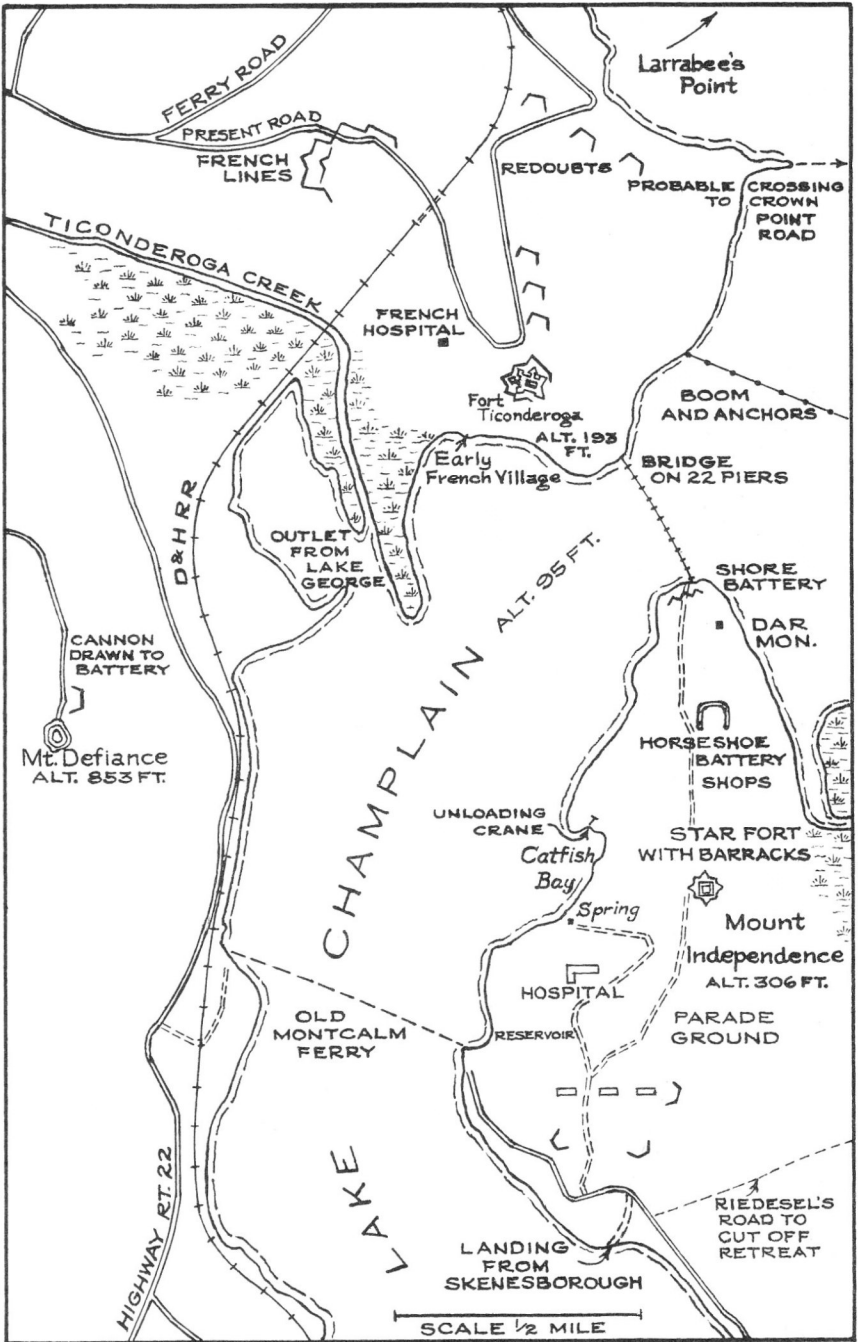 Larrabee's
Point
FERRY ROAD
PRESENT ROAD
FRENCH
LINES
REDOUBTS
PROBABLE CROSSING
TO CROWN
POINT
ROAD
TICONDEROGA CREEK
FRENCH
HOSPITAL
Fort
Ticonderoga
ALT. 193
FT.
BOOM
AND ANCHORS
Early
French Village
BRIDGE
ON 22 PIERS
D&HRR
OUTLET
FROM
LAKE
GEORGE
SHORE
BATTERY
DAR
MON.
CANNON
DRAWN TO
BATTERY
Mt. Defiance
ALT. 853 FT.
LAKE CHAMPLAIN ALT. 95 FT.
HORSESHOE
BATTERY
SHOPS
UNLOADING
CRANE
Catfish
Bay
STAR FORT
WITH BARRACKS
Spring
Mount
Independence
ALT. 306 FT.
HOSPITAL
OLD
MONTCALM
FERRY
RESERVOIR
PARADE
GROUND
HIGHWAY RT. 22
RIEDESEL'S
ROAD TO
CUT OFF
RETREAT
LANDING
FROM
SKENESBOROUGH
SCALE 1/2 MILE